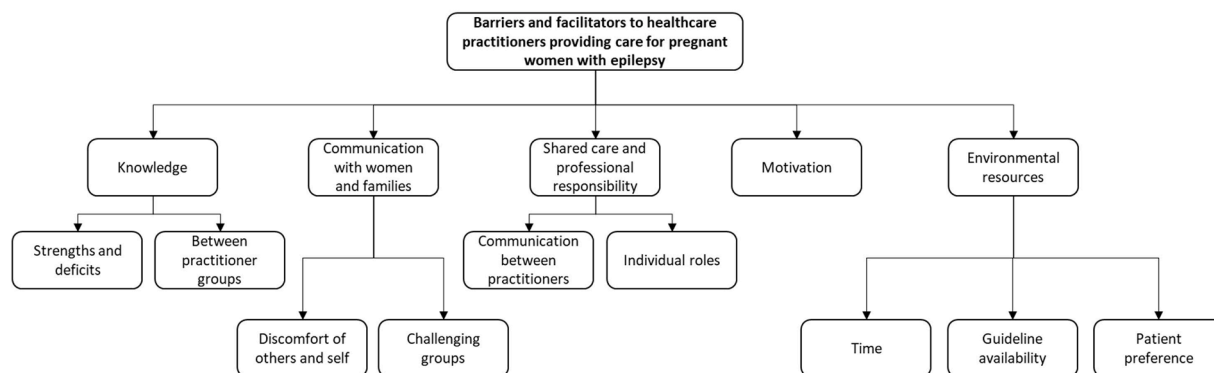 Barriers and facilitators to healthcare
practitioners providing care for pregnant
women with epilepsy
Knowledge
Communication
with women
and families
Shared care and
professional
responsibility
Motivation
Environmental
resources
Strengths and
deficits
Between
practitioner
groups
Communication
between
practitioners
Individual roles
Discomfort of
others and self
Challenging
groups
Time
Guideline
availability
Patient
preference